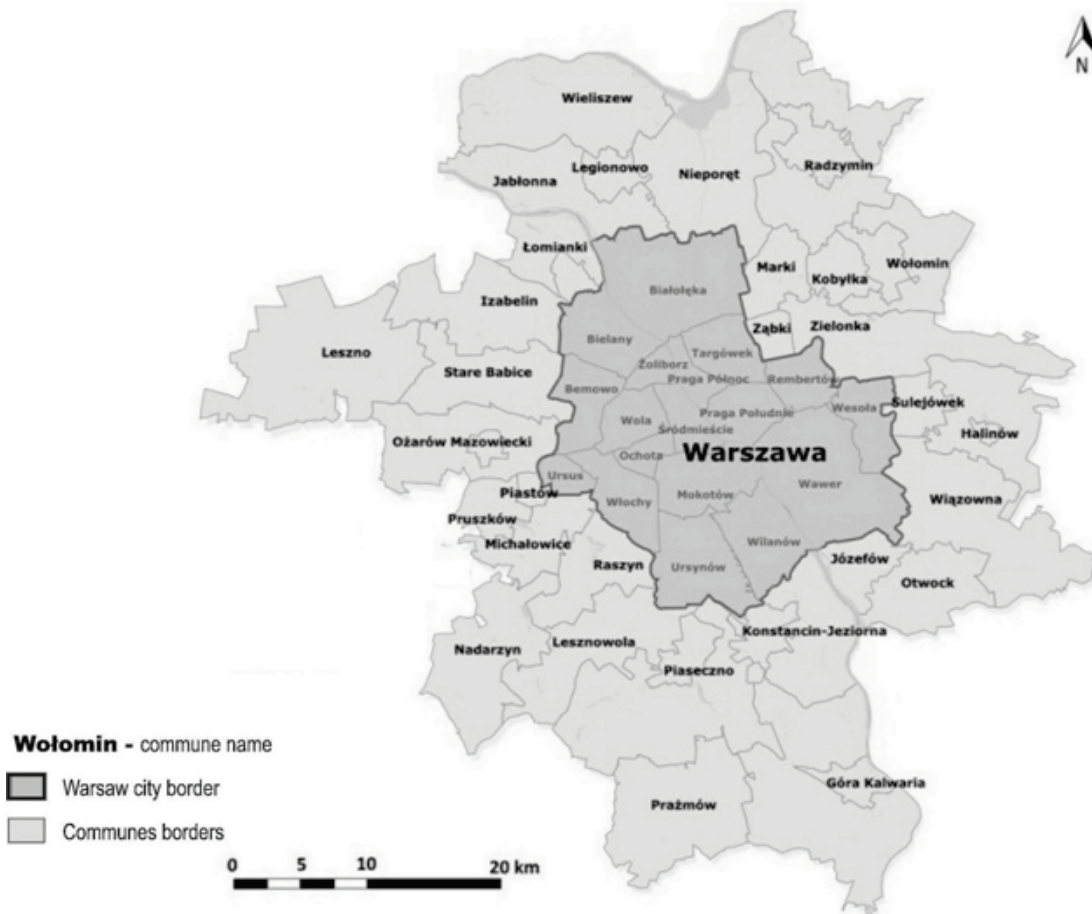 N
Wieliszew
Legionowo
Radzymin
Jabłonna
Nieporęt
Łomianki
Marki
Wołomin
Kobyłka
Białołęka
Izabelin
Ząbki
Zielonka
Bielany
Leszno
Targówek
Żoliborz
Stare Babice
Praga Północ
Rembertów
Bemowo
Sulejówek
Wesoła
Praga Południe
Wola
Śródmieście
Halinów
Ożarów Mazowiecki
Warszawa
Ochota
Ursus
Wawer
Piastów
Mokotów
Wiązowna
Włochy
Pruszków
Wilanów
Michałowice
Józefów
Raszyn
Ursynów
Otwock
Konstancin-Jeziorna
Nadarzyn
Lesznowola
Piaseczno
Wołomin - commune name
Warsaw city border
Góra Kalwaria
Prażmów
Communes borders
0 5 10 20 km